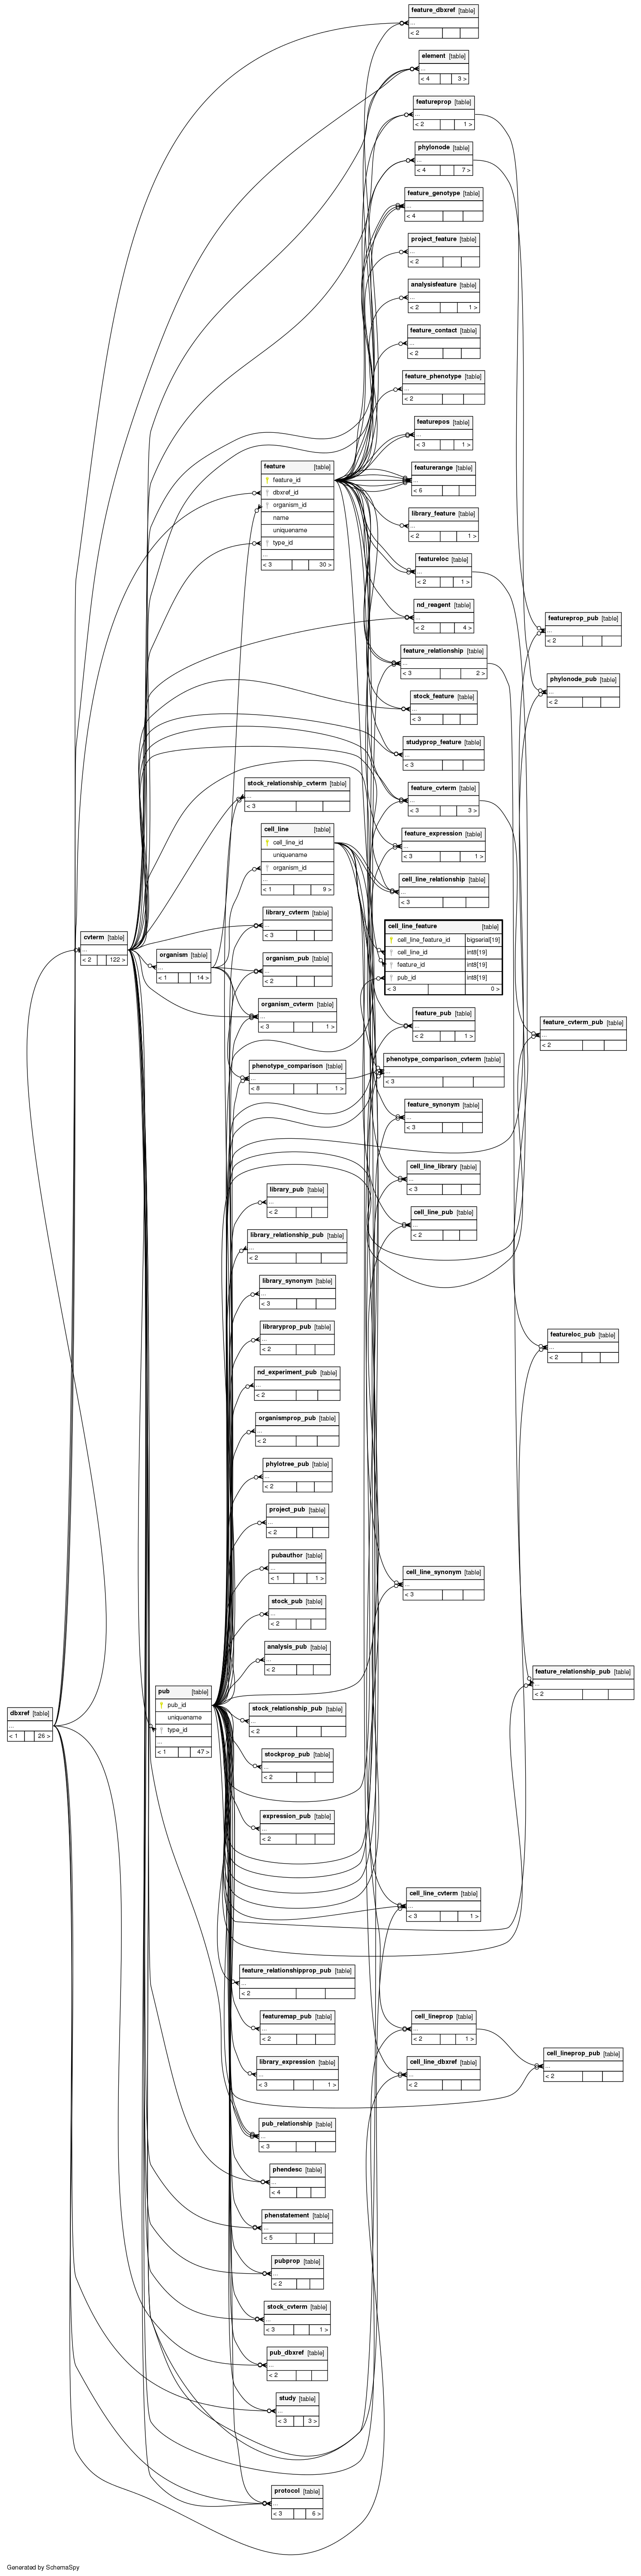 feature_dbxref [table]
...
< 2
element [table]
...
< 4 3 >
featureprop [table]
...
< 2 1 >
phylonode [table]
...
< 4 7 >
feature_genotype [table]
...
< 4
project_feature [table]
...
< 2
analysisfeature [table]
...
< 2 1 >
feature_contact [table]
...
< 2
feature_phenotype [table]
...
< 2
featurepos [table]
...
< 3 1 >
feature [table]
feature_id
dbxref_id
organism_id
name
uniquename
type_id
...
< 3 30 >
featurerange [table]
...
< 6
library_feature [table]
...
< 2 1 >
featureloc [table]
...
< 2 1 >
nd_reagent [table]
...
< 2 4 >
featureprop_pub [table]
...
< 2
feature_relationship [table]
...
< 3 2 >
phylonode_pub [table]
...
< 2
stock_feature [table]
...
< 3
studyprop_feature [table]
...
< 3
stock_relationship_cvterm [table]
...
< 3
feature_cvterm [table]
...
< 3 3 >
cell_line [table]
cell_line_id
uniquename
organism_id
...
< 1 9 >
feature_expression [table]
...
< 3 1 >
cell_line_relationship [table]
...
< 3
library_cvterm [table]
...
< 3
cell_line_feature [table]
cell_line_feature_id bigserial[19]
cell_line_id int8[19]
feature_id int8[19]
pub_id int8[19]
< 3 0 >
cvterm [table]
...
< 2 122 >
organism [table]
...
< 1 14 >
organism_pub [table]
...
< 2
organism_cvterm [table]
...
< 3 1 >
feature_pub [table]
...
< 2 1 >
feature_cvterm_pub [table]
...
< 2
phenotype_comparison [table]
...
< 8 1 >
phenotype_comparison_cvterm [table]
...
< 3
feature_synonym [table]
...
< 3
cell_line_library [table]
...
< 3
library_pub [table]
...
< 2
cell_line_pub [table]
...
< 2
library_relationship_pub [table]
...
< 2
library_synonym [table]
...
< 3
libraryprop_pub [table]
...
< 2
featureloc_pub [table]
...
< 2
nd_experiment_pub [table]
...
< 2
organismprop_pub [table]
...
< 2
phylotree_pub [table]
...
< 2
project_pub [table]
...
< 2
pubauthor [table]
...
< 1 1 >
cell_line_synonym [table]
...
< 3
stock_pub [table]
...
< 2
analysis_pub [table]
...
< 2
feature_relationship_pub [table]
...
< 2
pub [table]
pub_id
uniquename
type_id
...
< 1 47 >
dbxref [table]
...
< 1 26 >
stock_relationship_pub [table]
...
< 2
stockprop_pub [table]
...
< 2
expression_pub [table]
...
< 2
cell_line_cvterm [table]
...
< 3 1 >
feature_relationshipprop_pub [table]
...
< 2
featuremap_pub [table]
...
< 2
cell_lineprop [table]
...
< 2 1 >
library_expression [table]
...
< 3 1 >
cell_line_dbxref [table]
...
< 2
cell_lineprop_pub [table]
...
< 2
pub_relationship [table]
...
< 3
phendesc [table]
...
< 4
phenstatement [table]
...
< 5
pubprop [table]
...
< 2
stock_cvterm [table]
...
< 3 1 >
pub_dbxref [table]
...
< 2
study [table]
...
< 3 3 >
protocol [table]
...
< 3 6 >
Generated by SchemaSpy